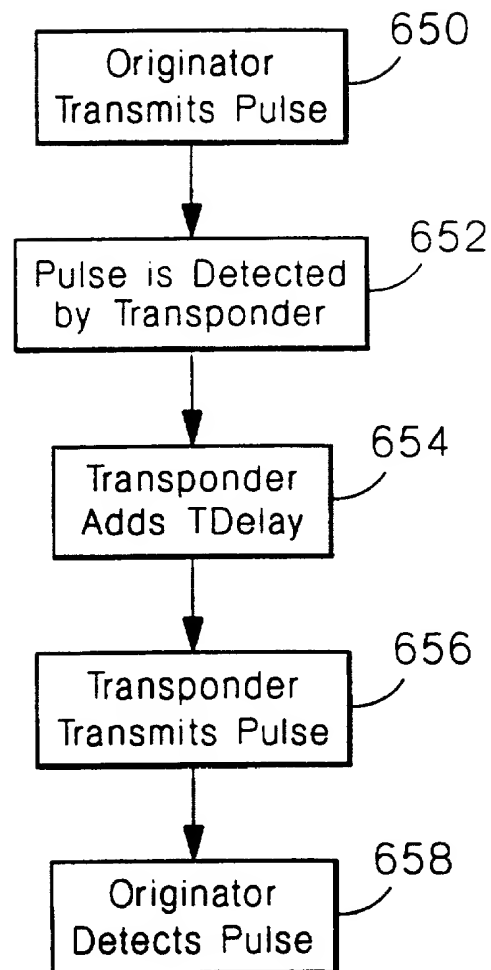 650
Originator
Transmits Pulse
652
Pulse is Detected
by Transponder
654
Transponder
Adds TDelay
656
Transponder
Transmits Pulse
658
Originator
Detects Pulse